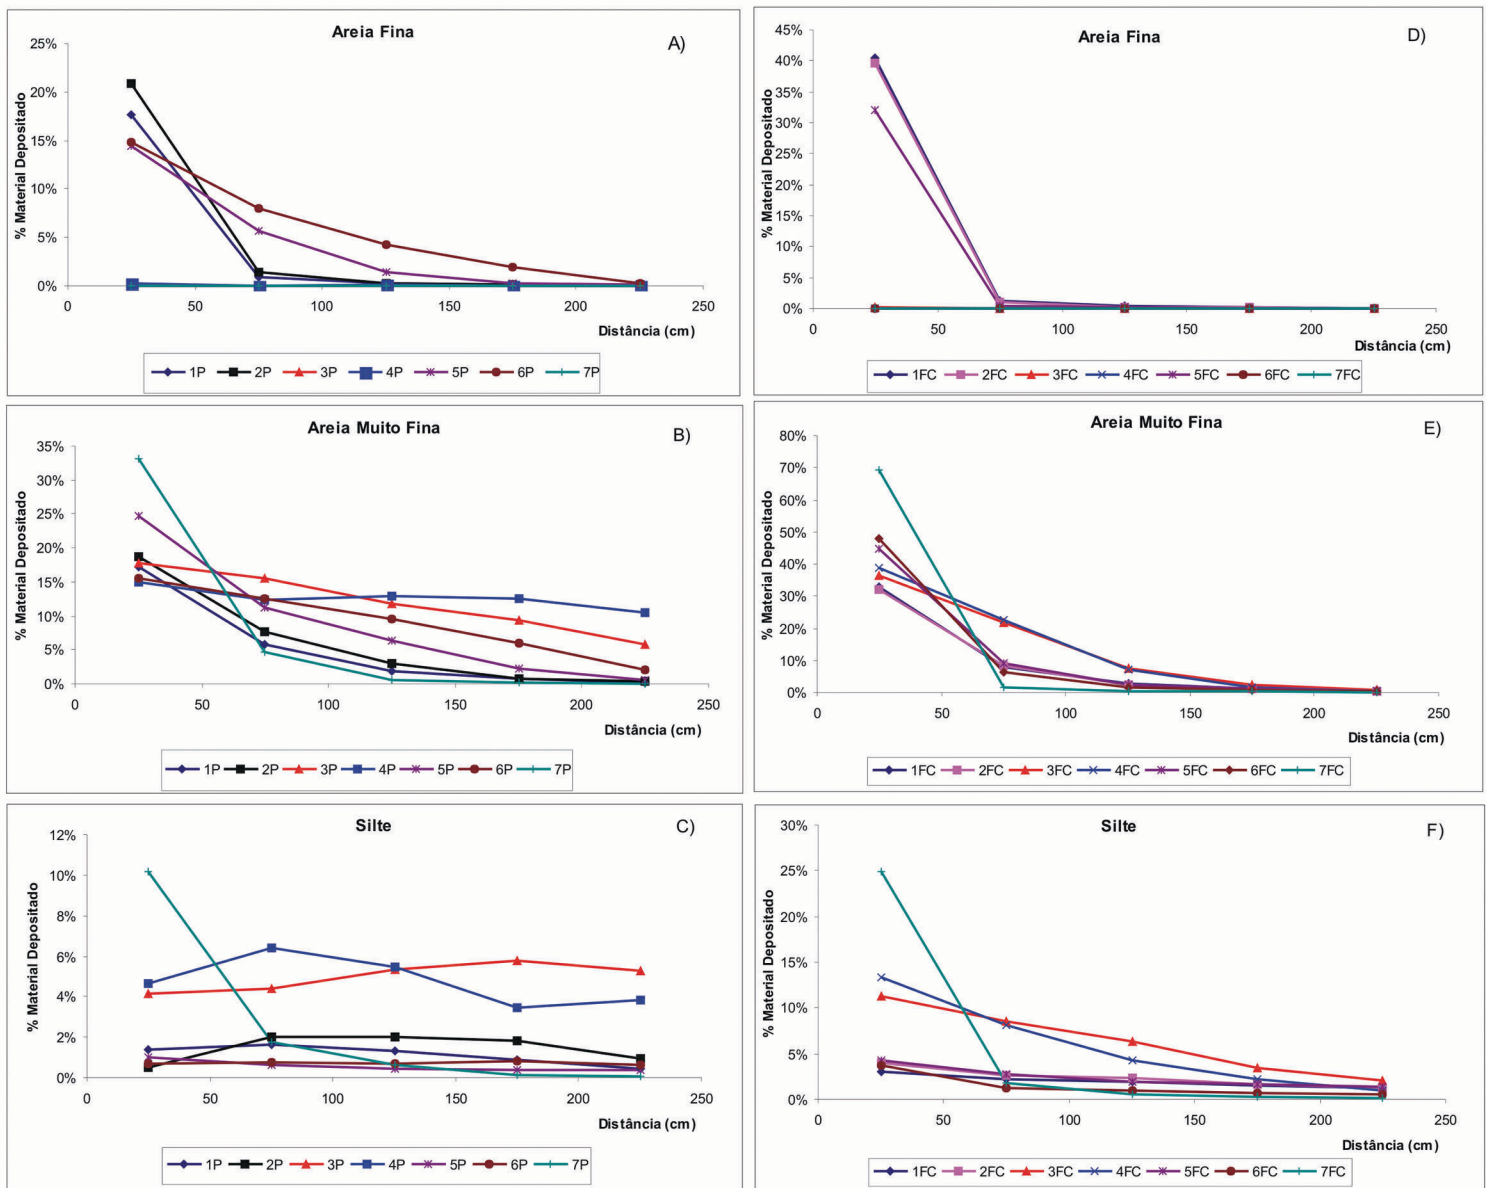 Areia Fina
A)
25%
20%
15%
10%
5%
0%
% Material Depositado
0 50 100 150 200 250
Distância (cm)
1P 2P 3P 4P 5P 6P 7P
Areia Fina
D)
45%
40%
35%
30%
25%
20%
15%
10%
5%
0%
% Material Depositado
0 50 100 150 200 250
Distância (cm)
1FC 2FC 3FC 4FC 5FC 6FC 7FC
Areia Muito Fina
B)
35%
30%
25%
20%
15%
10%
5%
0%
% Material Depositado
0 50 100 150 200 250
Distância (cm)
1P 2P 3P 4P 5P 6P 7P
Areia Muito Fina
E)
80%
70%
60%
50%
40%
30%
20%
10%
0%
% Material Depositado
0 50 100 150 200 250
Distância (cm)
1FC 2FC 3FC 4FC 5FC 6FC 7FC
Silte
C)
12%
10%
8%
6%
4%
2%
0%
% Material Depositado
0 50 100 150 200 250
Distância (cm)
1P 2P 3P 4P 5P 6P 7P
Silte
F)
30%
25%
20%
15%
10%
5%
0%
% Material Depositado
0 50 100 150 200 250
Distância (cm)
1FC 2FC 3FC 4FC 5FC 6FC 7FC